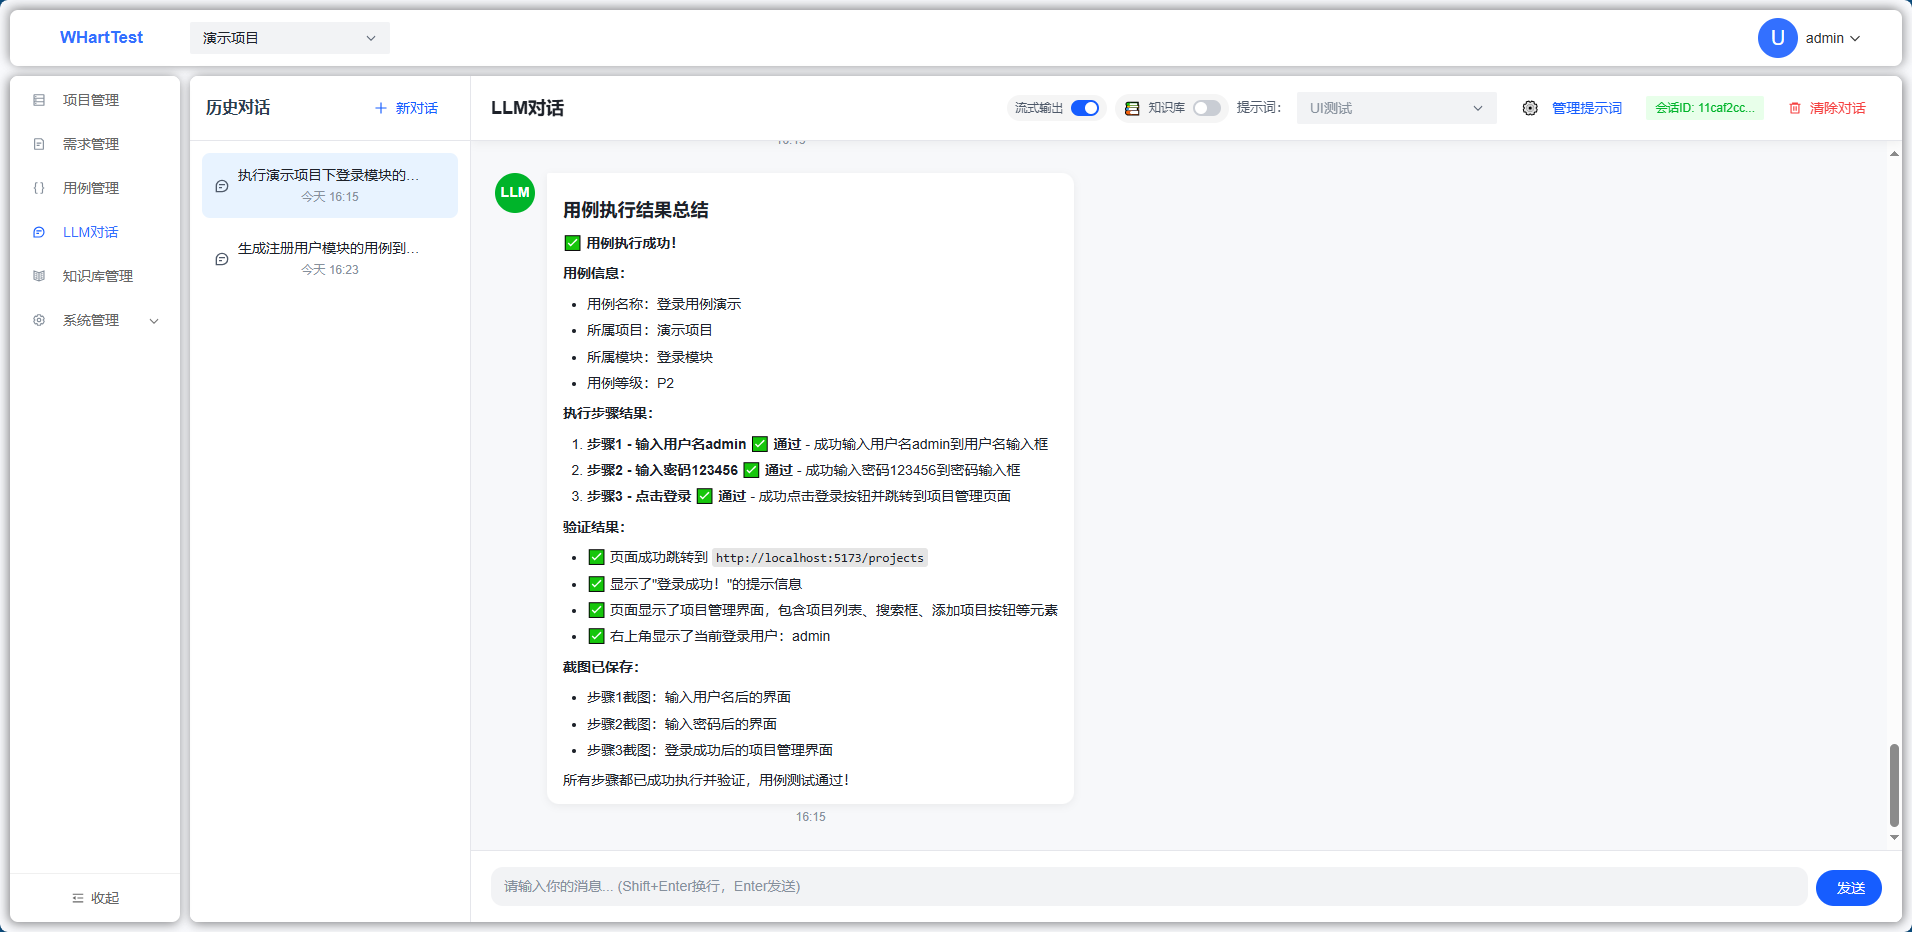 WHartTest
演示项目
U
admin
项目管理
需求管理
用例管理
LLM对话
知识库管理
系统管理
收起
历史对话
新对话
执行演示项目下登录模块的...
今天 16:15
生成注册用户模块的用例到...
今天 16:23
LLM对话
流式输出
知识库
提示词：
UI测试
管理提示词
会话ID: 11caf2cc...
清除对话
16:15
LLM
用例执行结果总结
✅ 用例执行成功！
用例信息：
• 用例名称：登录用例演示
• 所属项目：演示项目
• 所属模块：登录模块
• 用例等级：P2
执行步骤结果：
1. 步骤1 - 输入用户名admin ✅ 通过 - 成功输入用户名admin到用户名输入框
2. 步骤2 - 输入密码123456 ✅ 通过 - 成功输入密码123456到密码输入框
3. 步骤3 - 点击登录 ✅ 通过 - 成功点击登录按钮并跳转到项目管理页面
验证结果：
• ✅ 页面成功跳转到 http://localhost:5173/projects
• ✅ 显示了"登录成功！"的提示信息
• ✅ 页面显示了项目管理界面，包含项目列表、搜索框、添加项目按钮等元素
• ✅ 右上角显示了当前登录用户：admin
截图已保存：
• 步骤1截图：输入用户名后的界面
• 步骤2截图：输入密码后的界面
• 步骤3截图：登录成功后的项目管理界面
所有步骤都已成功执行并验证，用例测试通过！
16:15
请输入你的消息... (Shift+Enter换行，Enter发送)
发送